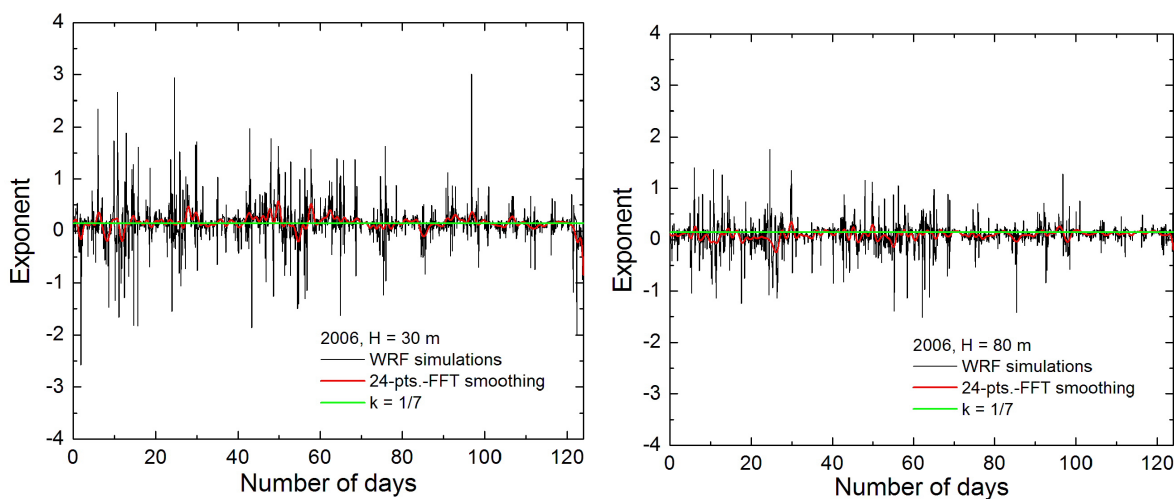 4
3
2
1
0
-1
-2
-3
-4
Exponent
2006, H = 30 m
WRF simulations
24-pts.-FFT smoothing
k = 1/7
0 20 40 60 80 100 120
Number of days
4
3
2
1
0
-1
-2
-3
-4
Exponent
2006, H = 80 m
WRF simulations
24-pts.-FFT smoothing
k = 1/7
0 20 40 60 80 100 120
Number of days